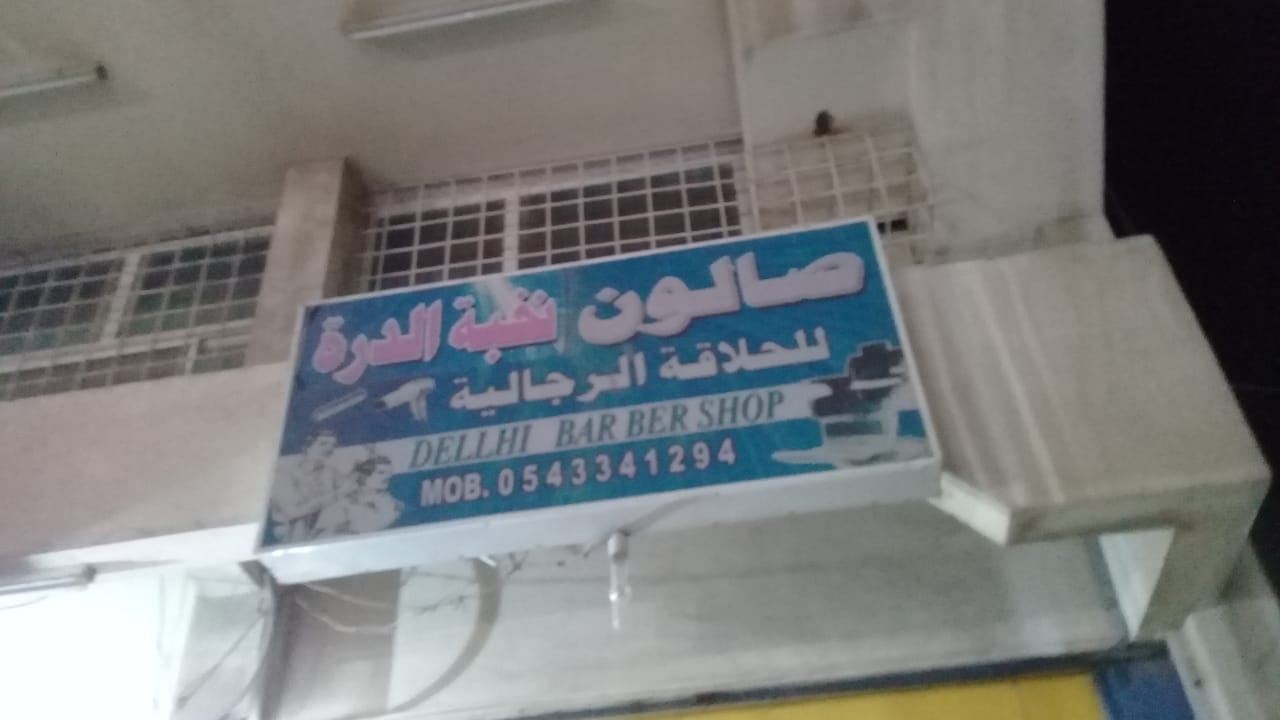 صالون نخبة الدرة
للحلاقة الرجالية
DELLHI BAR BER SHOP
MOB. 0543341294